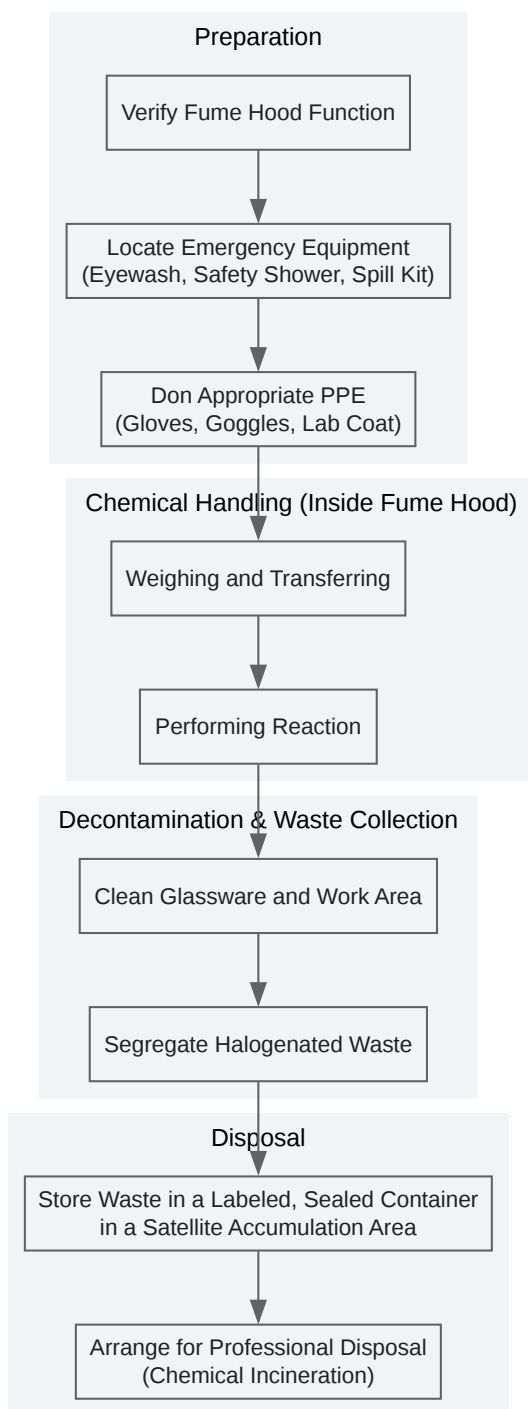 Preparation
Verify Fume Hood Function
Locate Emergency Equipment
(Eyewash, Safety Shower, Spill Kit)
Don Appropriate PPE
(Gloves, Goggles, Lab Coat)
Chemical Handling (Inside Fume Hood)
Weighing and Transferring
Performing Reaction
Decontamination & Waste Collection
Clean Glassware and Work Area
Segregate Halogenated Waste
Disposal
Store Waste in a Labeled, Sealed Container
in a Satellite Accumulation Area
Arrange for Professional Disposal
(Chemical Incineration)